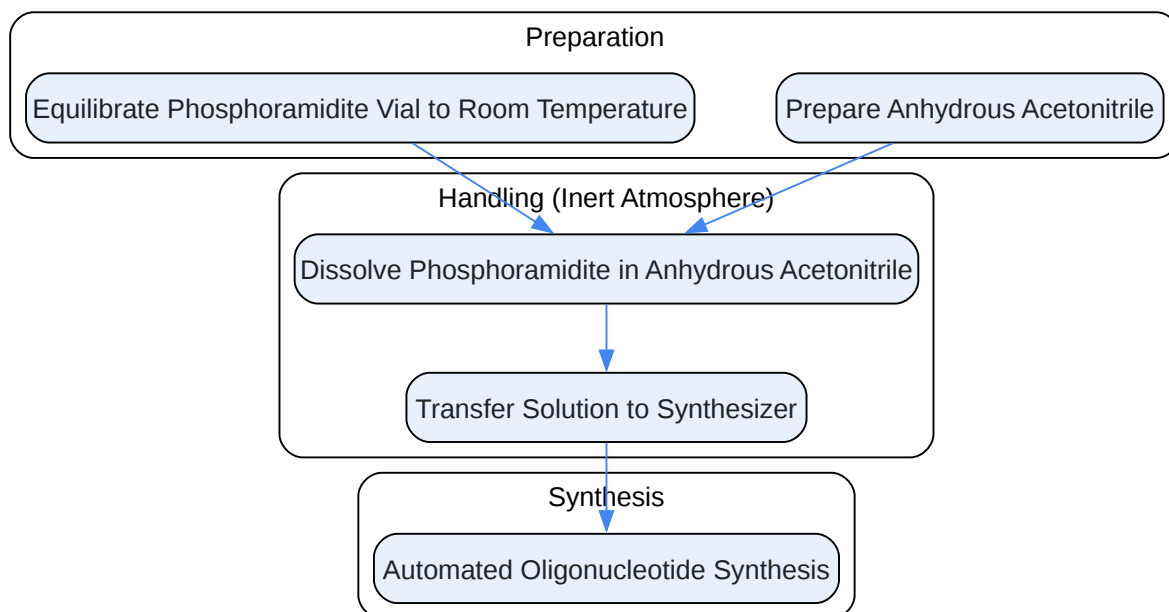 Preparation
Equilibrate Phosphoramidite Vial to Room Temperature
Prepare Anhydrous Acetonitrile
Handling (Inert Atmosphere)
Dissolve Phosphoramidite in Anhydrous Acetonitrile
Transfer Solution to Synthesizer
Synthesis
Automated Oligonucleotide Synthesis